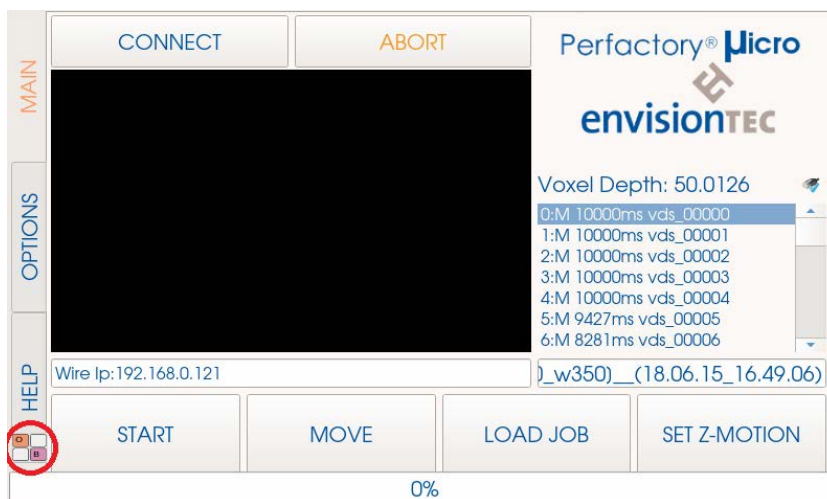 CONNECT
ABORT
Perfactory® µicro
envisionTEC
MAIN
OPTIONS
HELP
Voxel Depth: 50.0126
0:M 10000ms vds_00000
1:M 10000ms vds_00001
2:M 10000ms vds_00002
3:M 10000ms vds_00003
4:M 10000ms vds_00004
5:M 9427ms vds_00005
6:M 8281ms vds_00006
Wire Ip:192.168.0.121
)_w350)__(18.06.15_16.49.06)
O
B
START
MOVE
LOAD JOB
SET Z-MOTION
0%